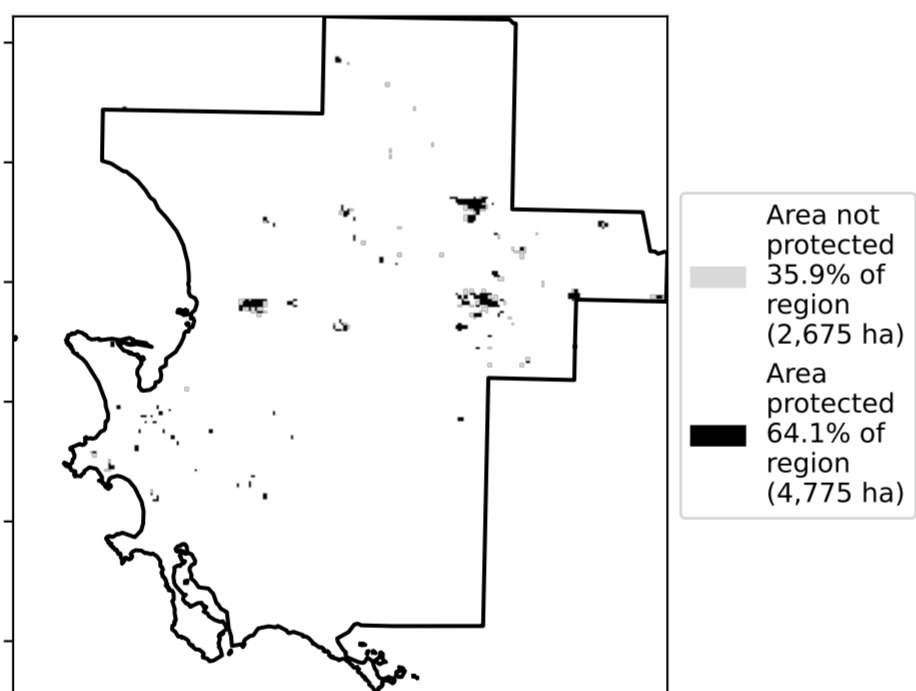 Area not
protected
35.9% of
region
(2,675 ha)
Area
protected
64.1% of
region
(4,775 ha)